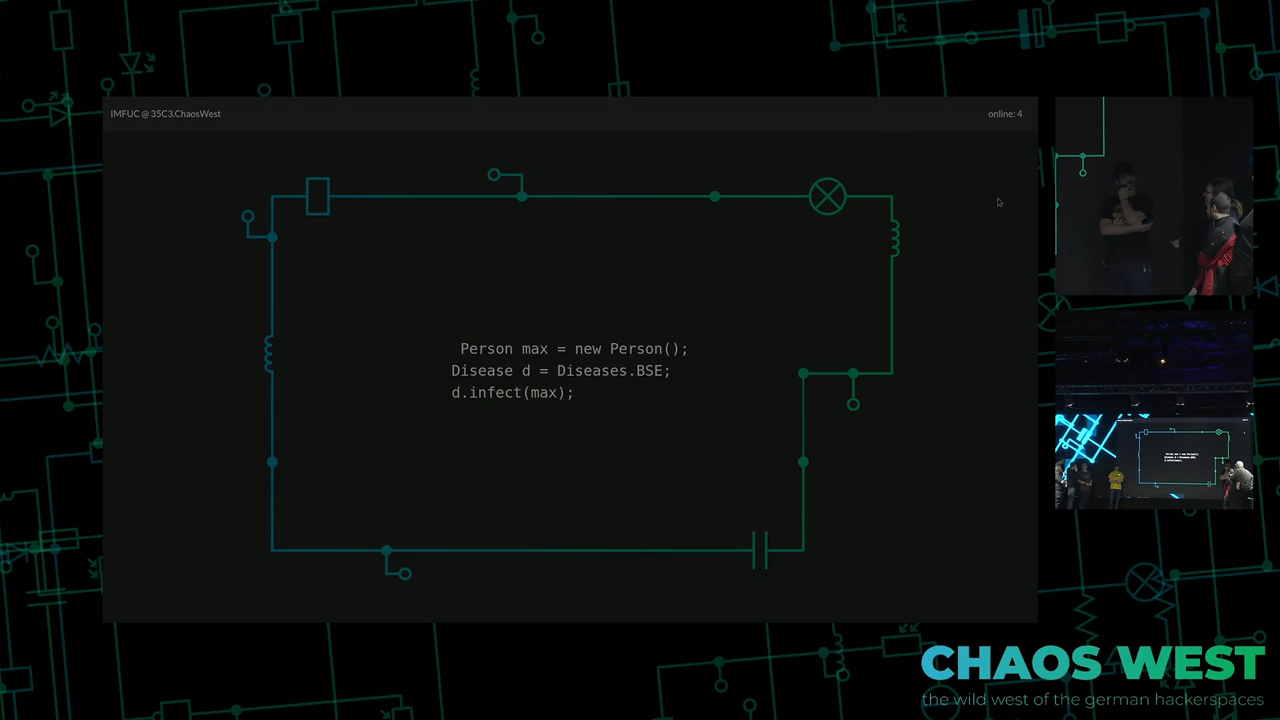 IMFUC @ 35C3.ChaosWest
online: 4
Person max = new Person();
Disease d = Diseases.BSE;
d.infect(max);
CHAOS WEST
the wild west of the german hackerspaces